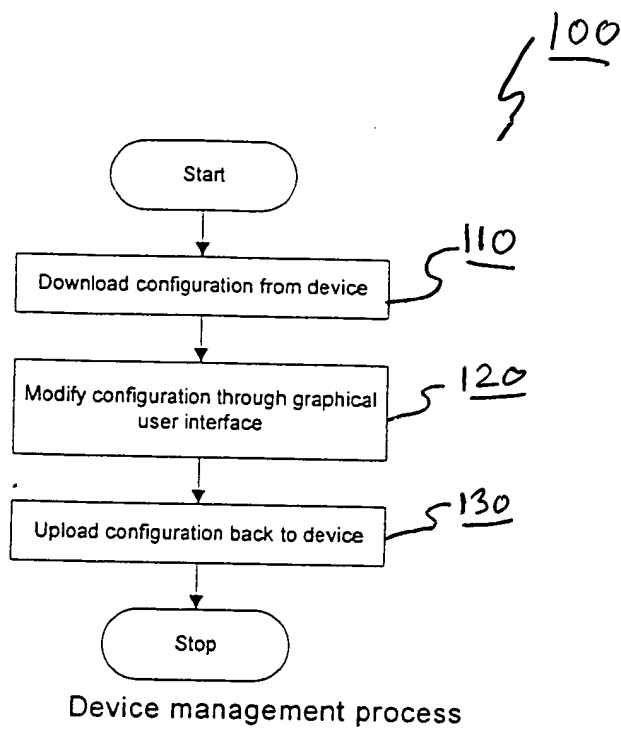 100
Start
110
Download configuration from device
120
Modify configuration through graphical
user interface
130
Upload configuration back to device
Stop
Device management process